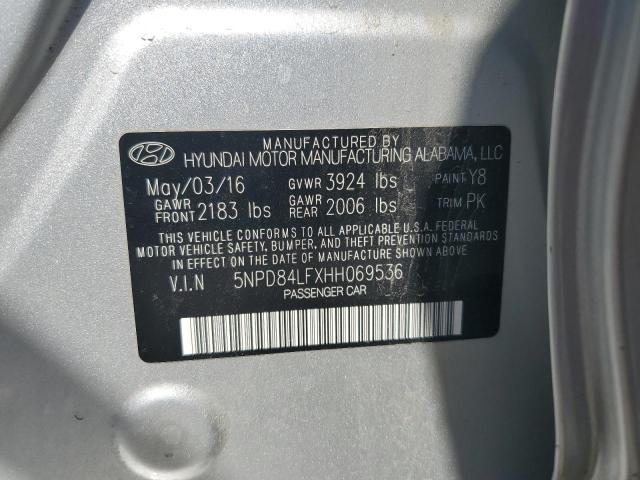 MANUFACTURED BY
HYUNDAI MOTOR MANUFACTURING ALABAMA, LLC
May/03/16 GVWR 3924 lbs PAINT Y8
GAWR FRONT 2183 lbs GAWR REAR 2006 lbs TRIM PK
THIS VEHICLE CONFORMS TO ALL APPLICABLE U.S.A. FEDERAL
MOTOR VEHICLE SAFETY, BUMPER, AND THEFT PREVENTION STANDARDS
IN EFFECT ON THE DATE OF MANUFACTURE SHOWN ABOVE.
V.I.N 5NPD84LFXHH069536
PASSENGER CAR